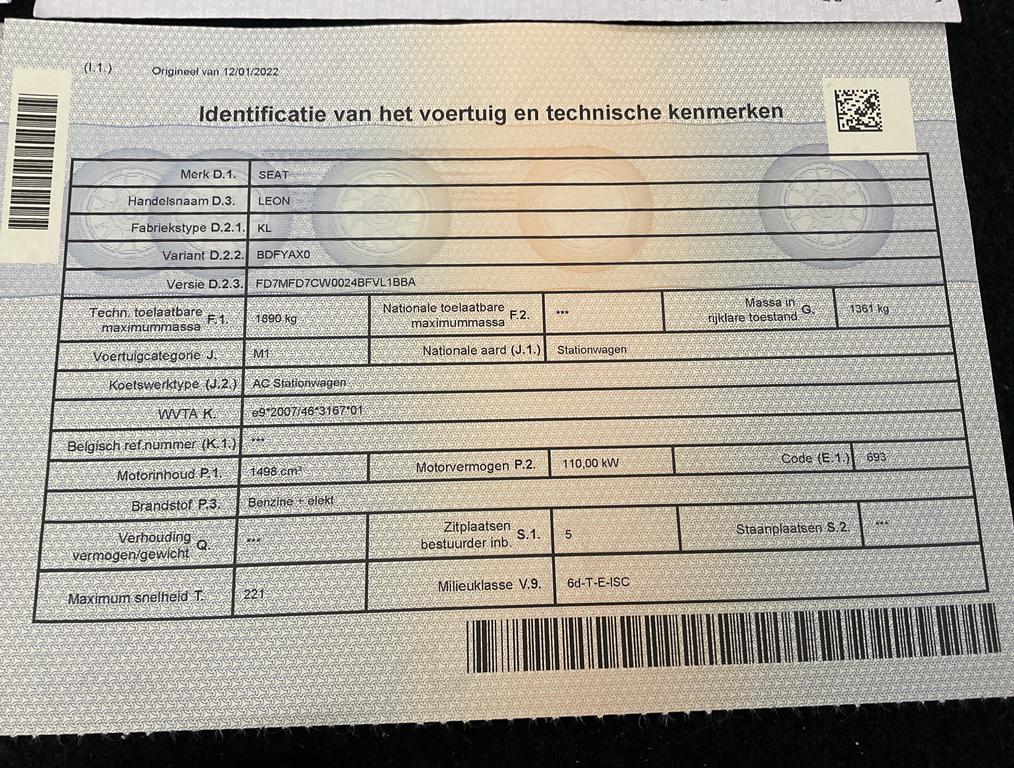 (I.1.) Origineel van 12/01/2022
Identificatie van het voertuig en technische kenmerken
Merk D.1. SEAT
Handelsnaam D.3. LEON
Fabriekstype D.2.1. KL
Variant D.2.2. BDFYAX0
Versie D.2.3. FD7MFD7CW0024BFVL1BBA
Techn. toelaatbare maximummassa F.1. 1890 kg Nationale toelaatbare maximummassa F.2. *** Massa in rijklare toestand G. 1361 kg
Voertuigcategorie J. M1 Nationale aard (J.1.) Stationwagen
Koetswerktype (J.2.) AC Stationwagen
WVTA K. e9*2007/46*3167*01
Belgisch ref.nummer (K.1.) ***
Motorinhoud P.1. 1498 cm³ Motorvermogen P.2. 110,00 kW Code (E.1.) 693
Brandstof P.3. Benzine + elekt
Verhouding vermogen/gewicht Q. *** Zitplaatsen bestuurder inb. S.1. 5 Staanplaatsen S.2. ***
Maximum snelheid T. 221 Milieuklasse V.9. 6d-T-E-ISC